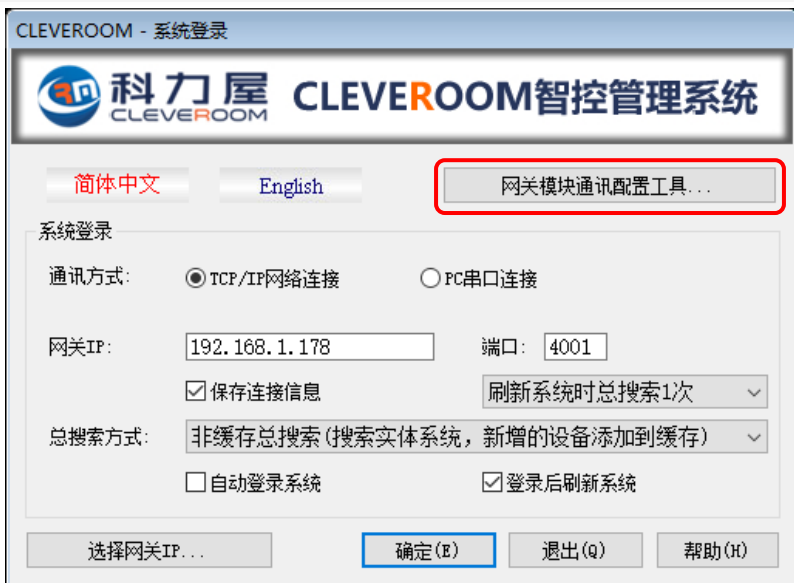 CLEVEROOM - 系统登录
科力屋 CLEVEROOM CLEVEROOM智控管理系统
简体中文 English 网关模块通讯配置工具...
系统登录
通讯方式: TCP/IP网络连接 PC串口连接
网关IP: 192.168.1.178 端口: 4001
保存连接信息 刷新系统时总搜索1次
总搜索方式: 非缓存总搜索(搜索实体系统，新增的设备添加到缓存)
自动登录系统 登录后刷新系统
选择网关IP... 确定(E) 退出(Q) 帮助(H)